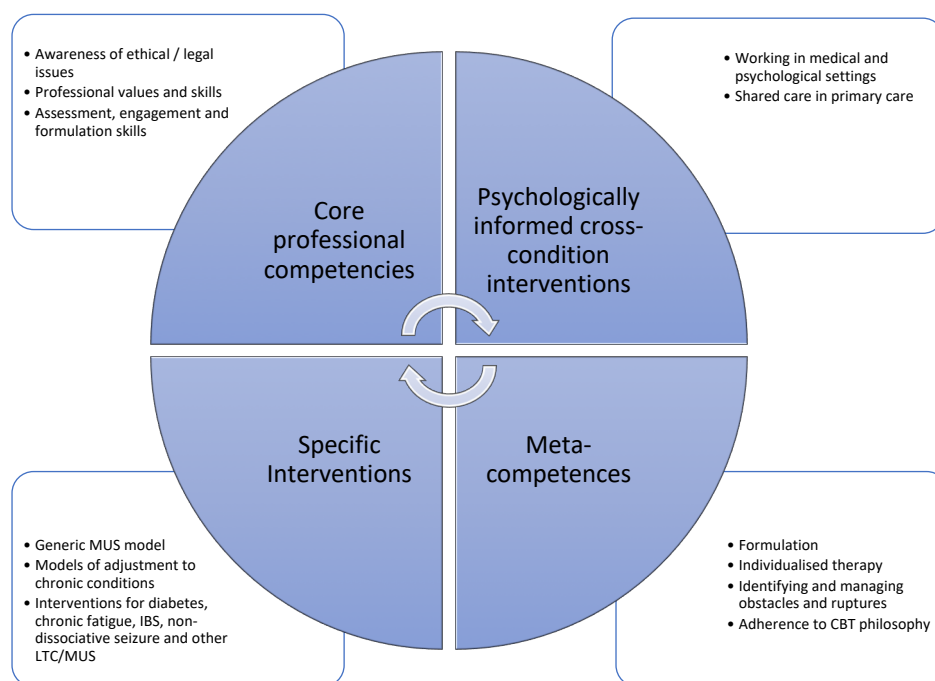 • Awareness of ethical / legal
issues
• Professional values and skills
• Assessment, engagement and
formulation skills
• Working in medical and
psychological settings
• Shared care in primary care
Core
professional
competencies
Psychologically
informed cross-
condition
interventions
Specific
Interventions
Meta-
competences
• Generic MUS model
• Models of adjustment to
chronic conditions
• Interventions for diabetes,
chronic fatigue, IBS, non-
dissociative seizure and other
LTC/MUS
• Formulation
• Individualised therapy
• Identifying and managing
obstacles and ruptures
• Adherence to CBT philosophy